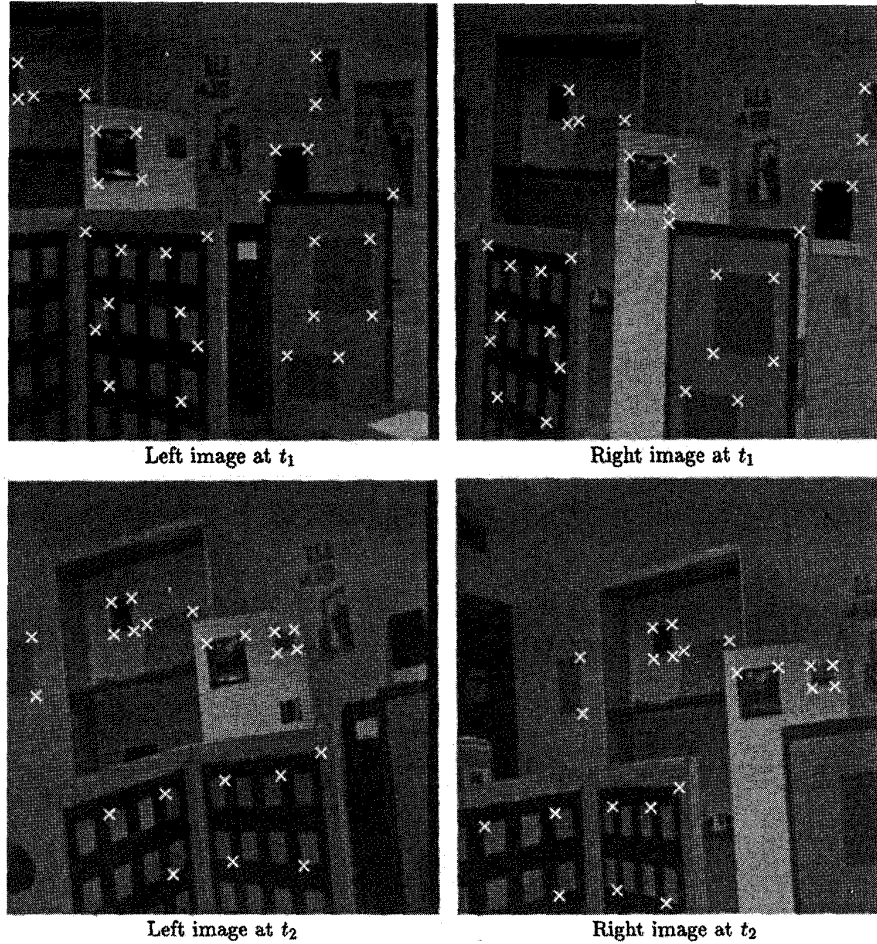 Left image at t₁
Right image at t₁
Left image at t₂
Right image at t₂